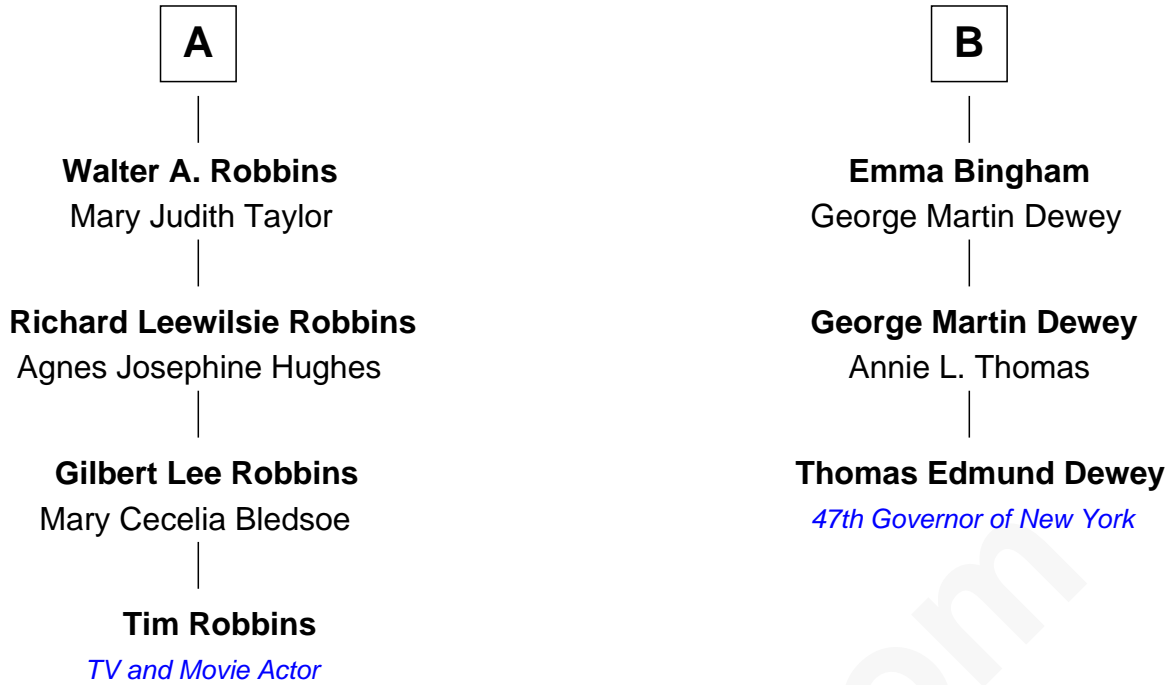 A
Walter A. Robbins
Mary Judith Taylor
Richard Leewilsie Robbins
Agnes Josephine Hughes
Gilbert Lee Robbins
Mary Cecelia Bledsoe
Tim Robbins
TV and Movie Actor
B
Emma Bingham
George Martin Dewey
George Martin Dewey
Annie L. Thomas
Thomas Edmund Dewey
47th Governor of New York
om